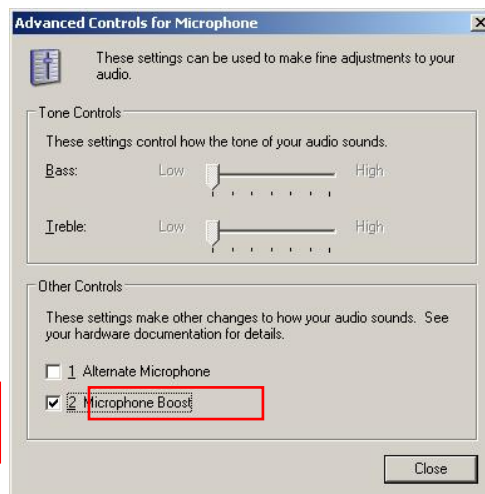 Advanced Controls for Microphone
These settings can be used to make fine adjustments to your
audio.
Tone Controls
These settings control how the tone of your audio sounds.
Bass: Low High
Treble: Low High
Other Controls
These settings make other changes to how your audio sounds. See
your hardware documentation for details.
1 Alternate Microphone
2 Microphone Boost
Close